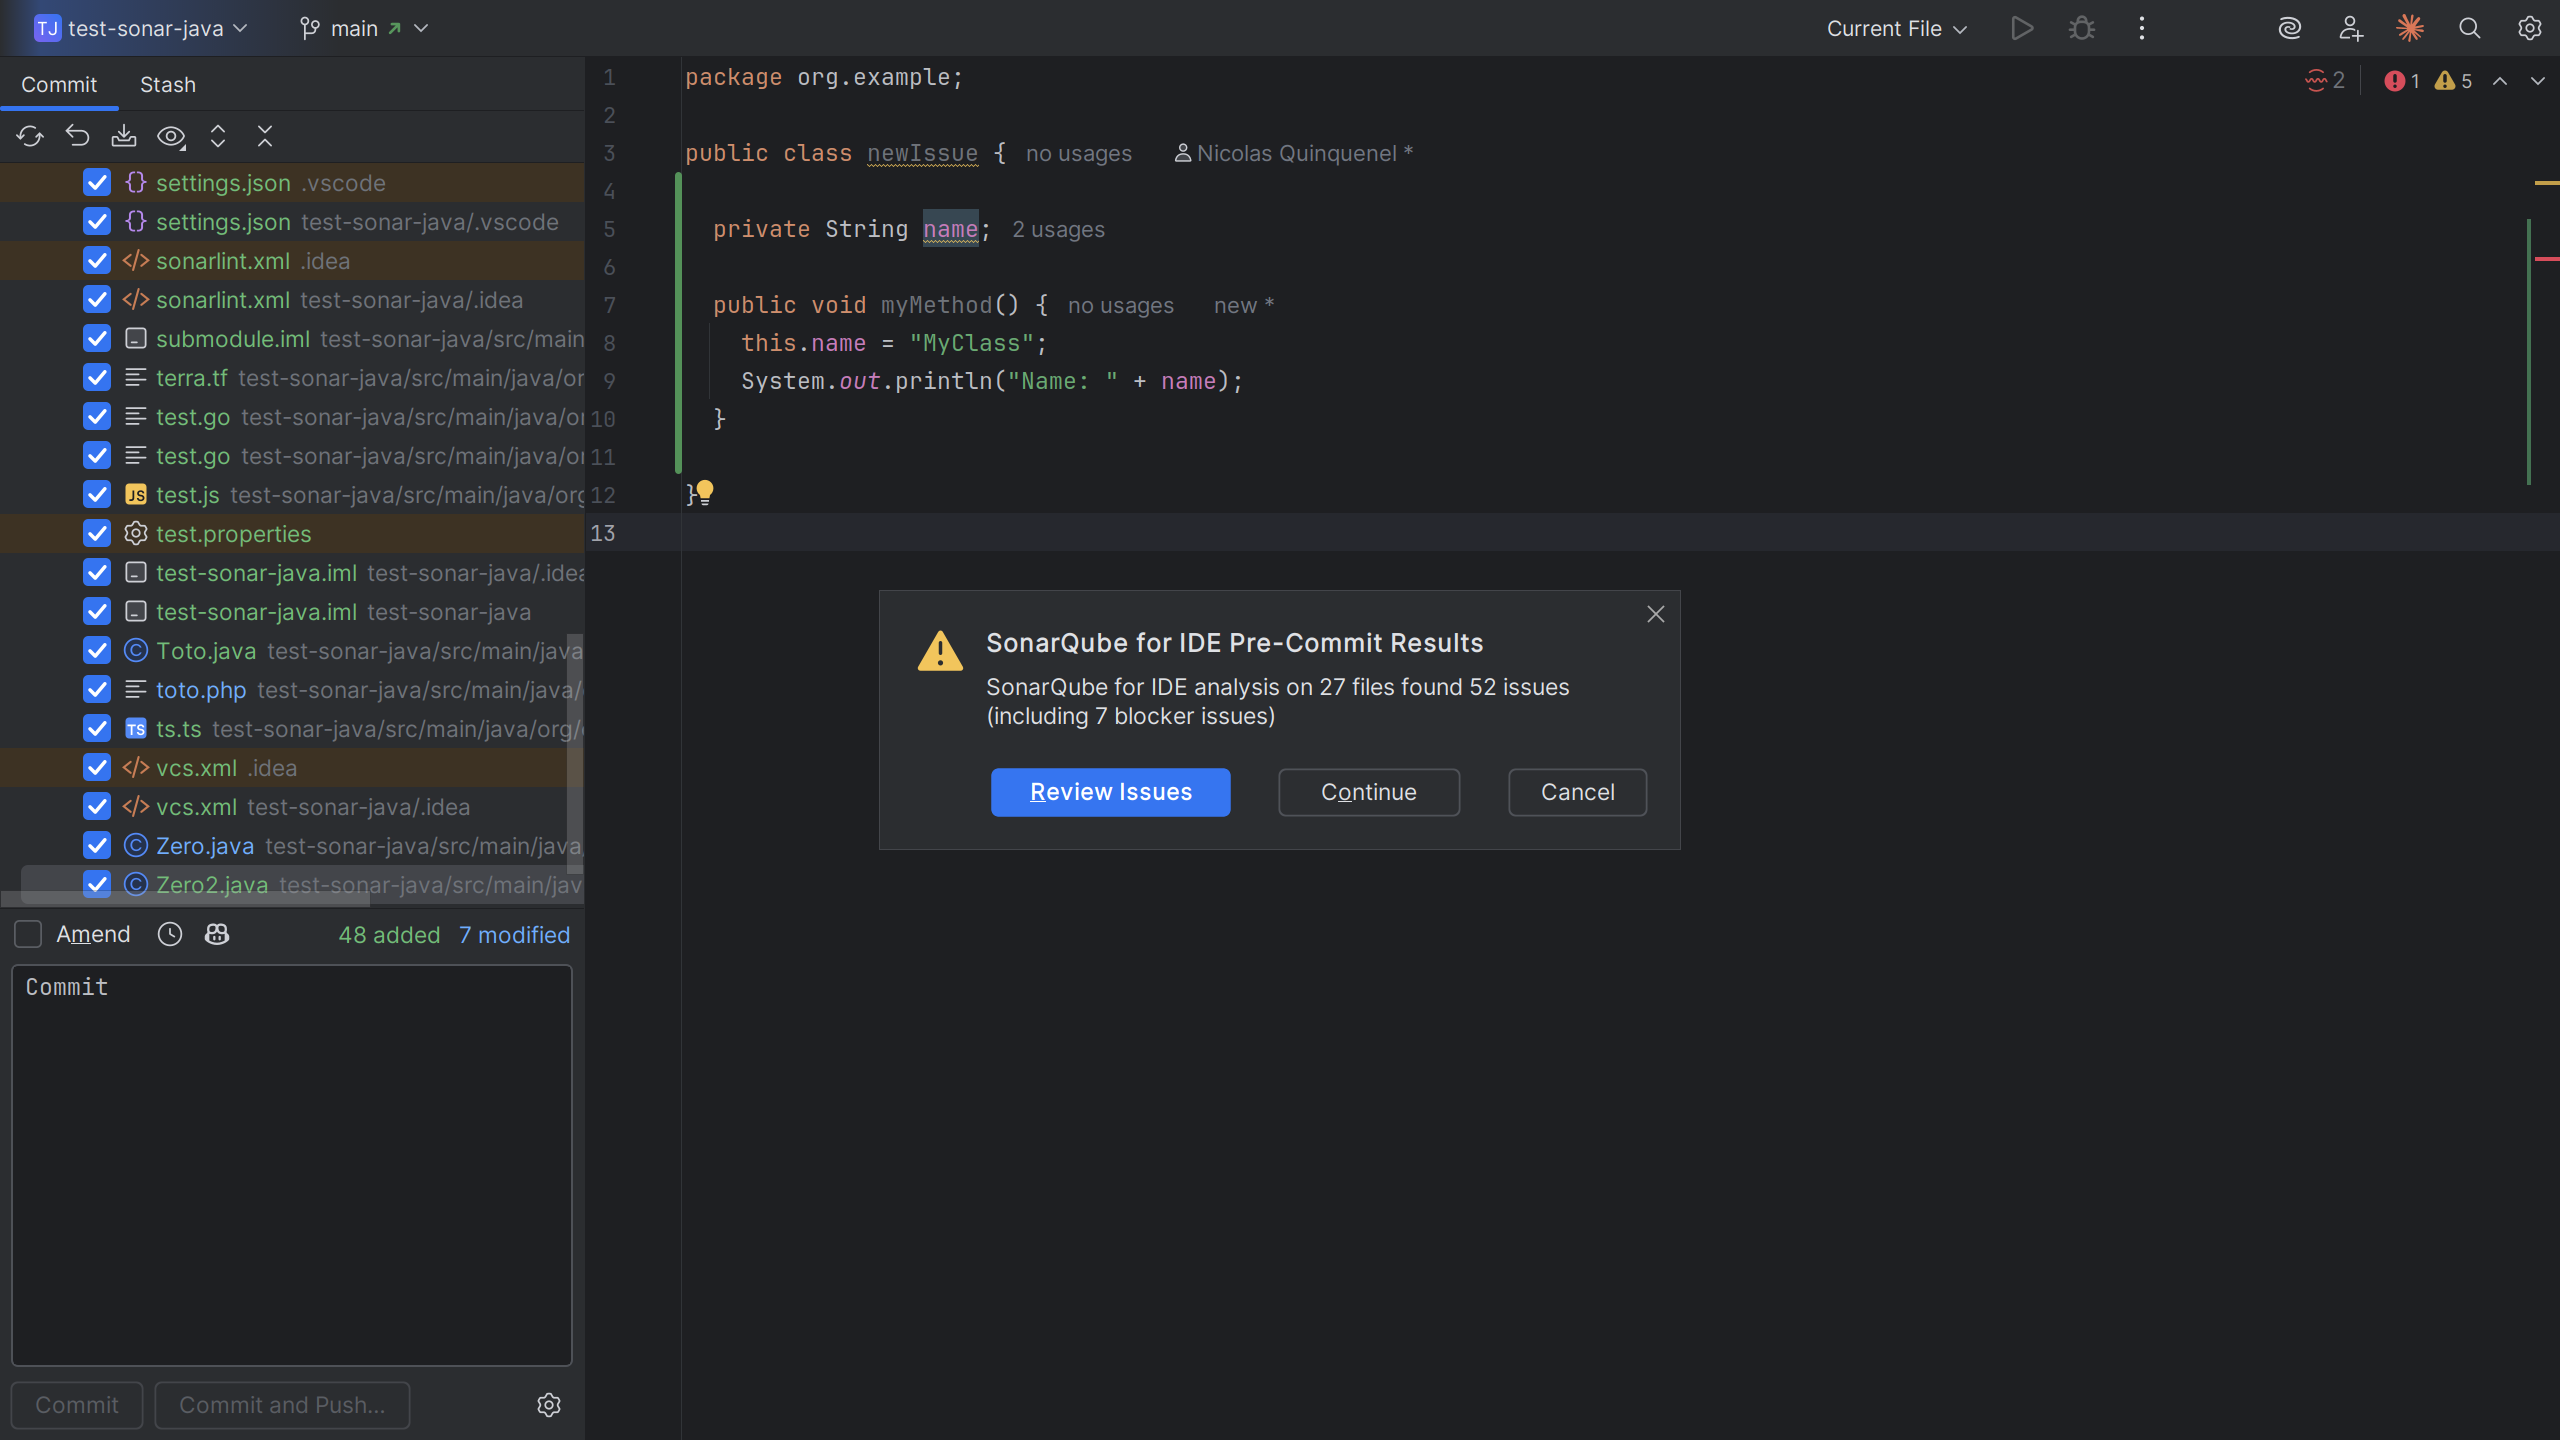 TJ test-sonar-java main Current File
Commit Stash
settings.json .vscode
settings.json test-sonar-java/.vscode
sonarlint.xml .idea
sonarlint.xml test-sonar-java/.idea
submodule.iml test-sonar-java/src/main
terra.tf test-sonar-java/src/main/java/or
test.go test-sonar-java/src/main/java/or
test.go test-sonar-java/src/main/java/or
JS test.js test-sonar-java/src/main/java/org
test.properties
test-sonar-java.iml test-sonar-java/.idea
test-sonar-java.iml test-sonar-java
C Toto.java test-sonar-java/src/main/java
toto.php test-sonar-java/src/main/java/
TS ts.ts test-sonar-java/src/main/java/org/
vcs.xml .idea
vcs.xml test-sonar-java/.idea
C Zero.java test-sonar-java/src/main/java/
C Zero2.java test-sonar-java/src/main/jav
Amend 48 added 7 modified
Commit
Commit Commit and Push...
1 package org.example;
2
3 public class newIssue { no usages Nicolas Quinquenel *
4
5 private String name; 2 usages
6
7 public void myMethod() { no usages new *
8 this.name = "MyClass";
9 System.out.println("Name: " + name);
10 }
11
12 }
13
2 1 5
SonarQube for IDE Pre-Commit Results
SonarQube for IDE analysis on 27 files found 52 issues
(including 7 blocker issues)
Review Issues Continue Cancel